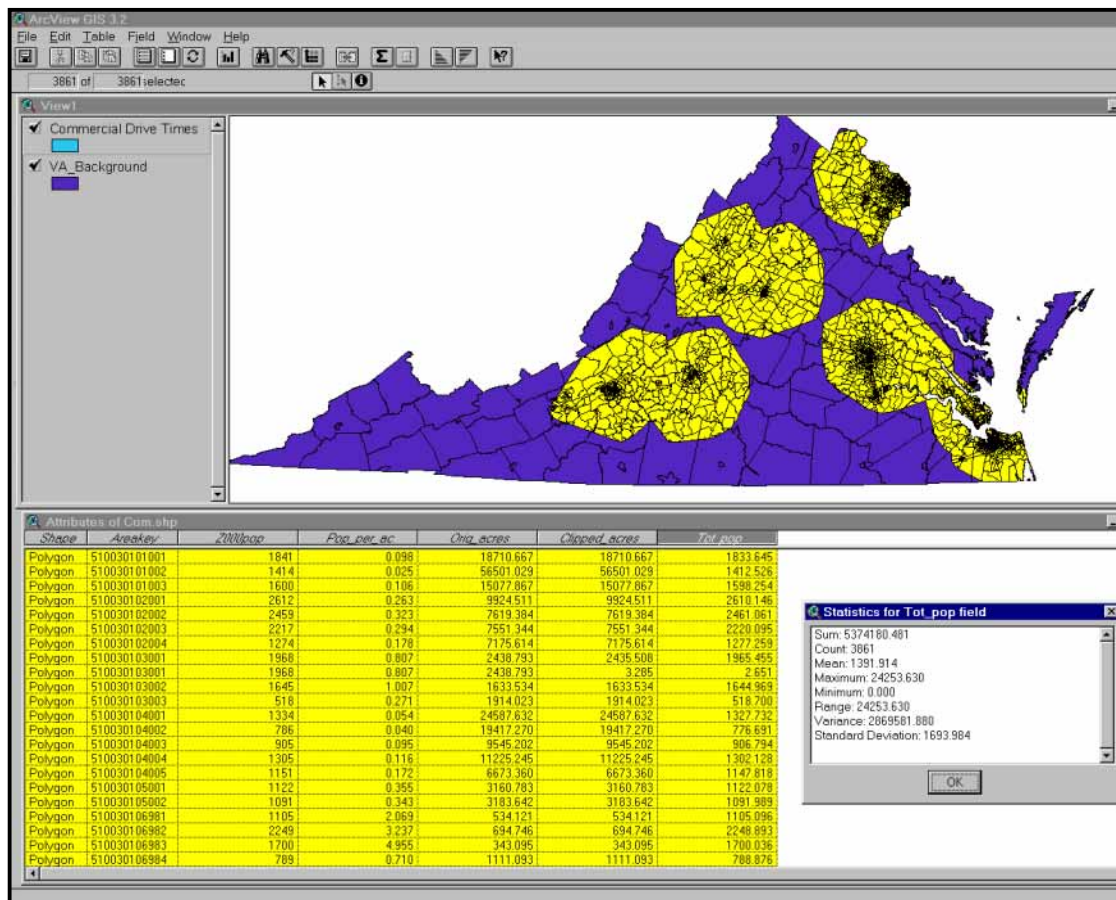 ArcView GIS 3.2
File Edit Table Field Window Help
3861 of 3861 selected
View1
Commercial Drive Times
VA_Background
Attributes of Com.shp
Shape Areakey 2000pop Pop_per_ac Orig_acres Clipped_acres Tot_pop
Polygon 510030101001 1841 0.098 18710.667 18710.667 1833.645
Polygon 510030101002 1414 0.025 56501.029 56501.029 1412.526
Polygon 510030101003 1600 0.106 15077.867 15077.867 1598.254
Polygon 510030102001 2612 0.263 9924.511 9924.511 2610.146
Polygon 510030102002 2459 0.323 7619.384 7619.384 2461.061
Polygon 510030102003 2217 0.294 7551.344 7551.344 2220.095
Polygon 510030102004 1274 0.178 7175.614 7175.614 1277.259
Polygon 510030103001 1968 0.807 2438.793 2435.508 1965.455
Polygon 510030103001 1968 0.807 2438.793 3.285 2.651
Polygon 510030103002 1645 1.007 1633.534 1633.534 1644.969
Polygon 510030103003 518 0.271 1914.023 1914.023 518.700
Polygon 510030104001 1334 0.054 24587.632 24587.632 1327.732
Polygon 510030104002 786 0.040 19417.270 19417.270 776.691
Polygon 510030104003 905 0.095 9545.202 9545.202 906.794
Polygon 510030104004 1305 0.116 11225.245 11225.245 1302.128
Polygon 510030104005 1151 0.172 6673.360 6673.360 1147.818
Polygon 510030105001 1122 0.355 3160.783 3160.783 1122.078
Polygon 510030105002 1091 0.343 3183.642 3183.642 1091.989
Polygon 510030106981 1105 2.069 534.121 534.121 1105.096
Polygon 510030106982 2249 3.237 694.746 694.746 2248.893
Polygon 510030106983 1700 4.955 343.095 343.095 1700.036
Polygon 510030106984 789 0.710 1111.093 1111.093 788.876
Statistics for Tot_pop field
Sum: 5374180.481
Count: 3861
Mean: 1391.914
Maximum: 24253.630
Minimum: 0.000
Range: 24253.630
Variance: 2869581.880
Standard Deviation: 1693.984
OK